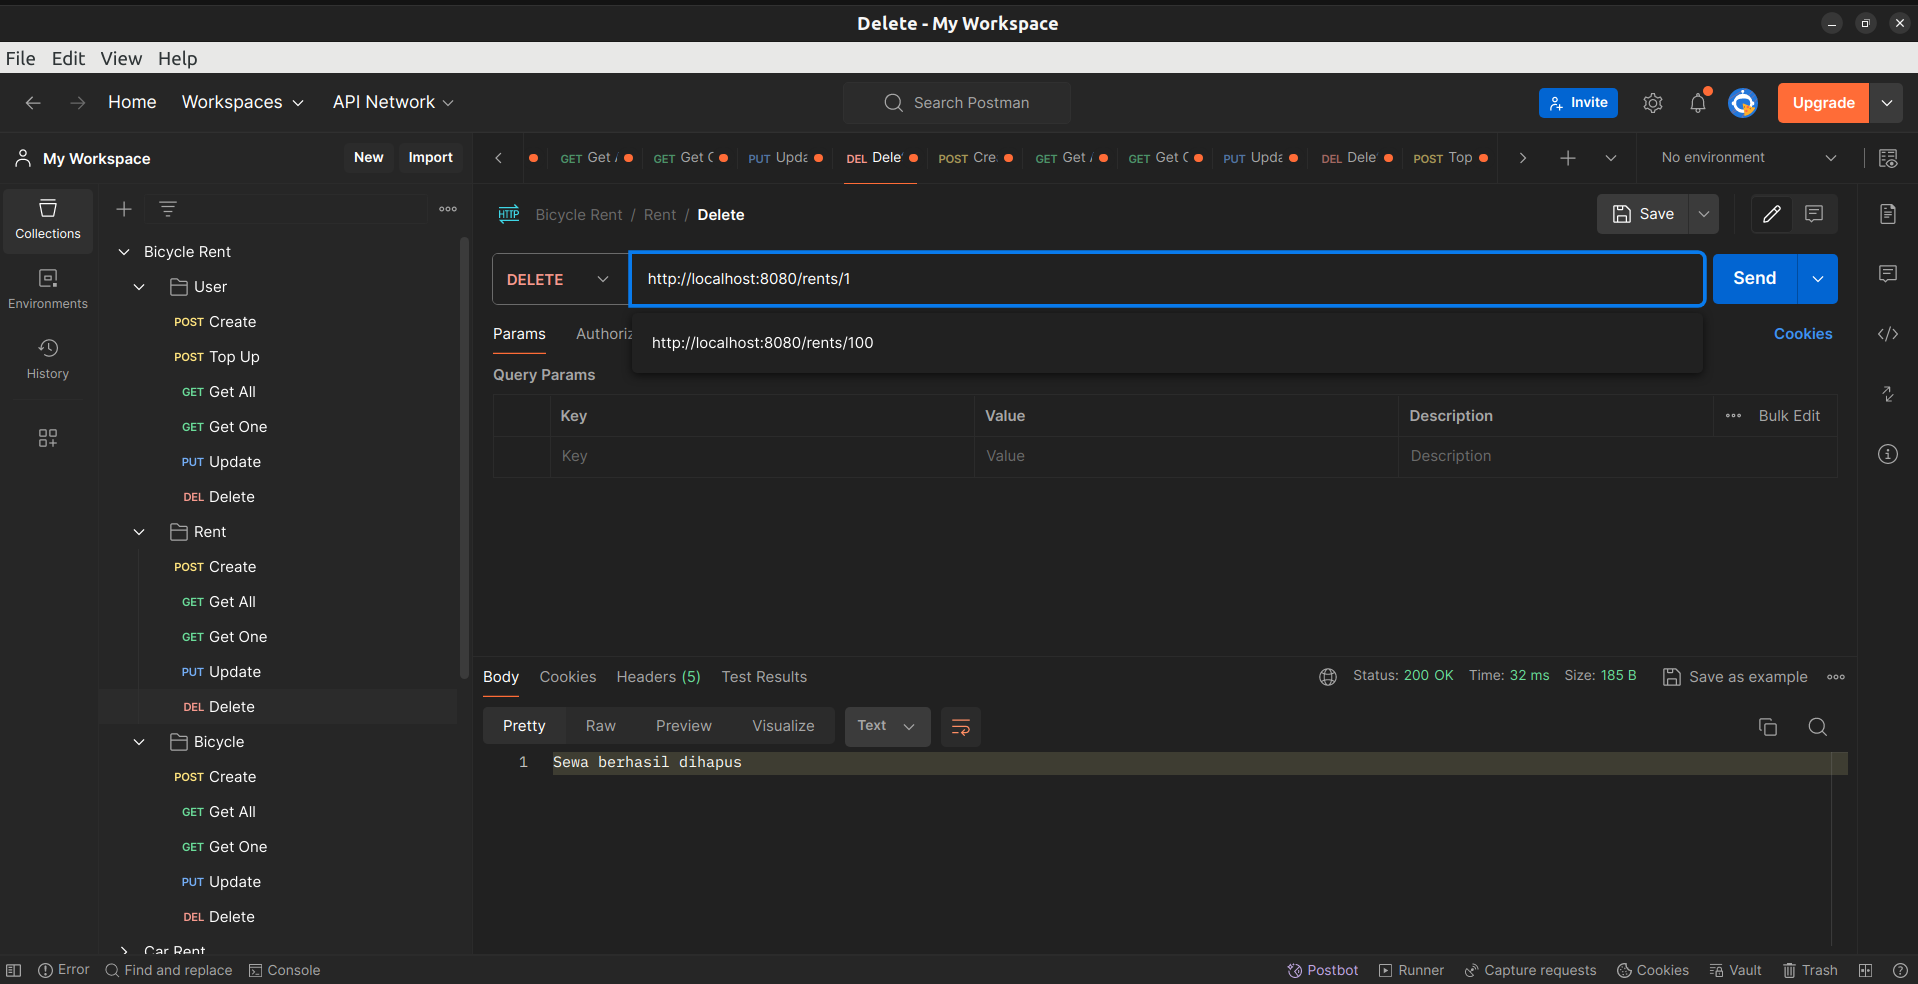 Delete - My Workspace
File Edit View Help
Home Workspaces API Network Search Postman Invite Upgrade
My Workspace New Import
GET Get GET Get PUT Upda DEL Dele POST Cre GET Get GET Get PUT Upda DEL Dele POST Top No environment
Collections
Environments
History
Bicycle Rent
User
POST Create
POST Top Up
GET Get All
GET Get One
PUT Update
DEL Delete
Rent
POST Create
GET Get All
GET Get One
PUT Update
DEL Delete
Bicycle
POST Create
GET Get All
GET Get One
PUT Update
DEL Delete
Car Rent
HTTP Bicycle Rent / Rent / Delete Save
DELETE http://localhost:8080/rents/1 Send
Params Authoriz http://localhost:8080/rents/100 Cookies
Query Params
Key Value Description Bulk Edit
Key Value Description
Body Cookies Headers (5) Test Results Status: 200 OK Time: 32 ms Size: 185 B Save as example
Pretty Raw Preview Visualize Text
1 Sewa berhasil dihapus
Error Find and replace Console Postbot Runner Capture requests Cookies Vault Trash